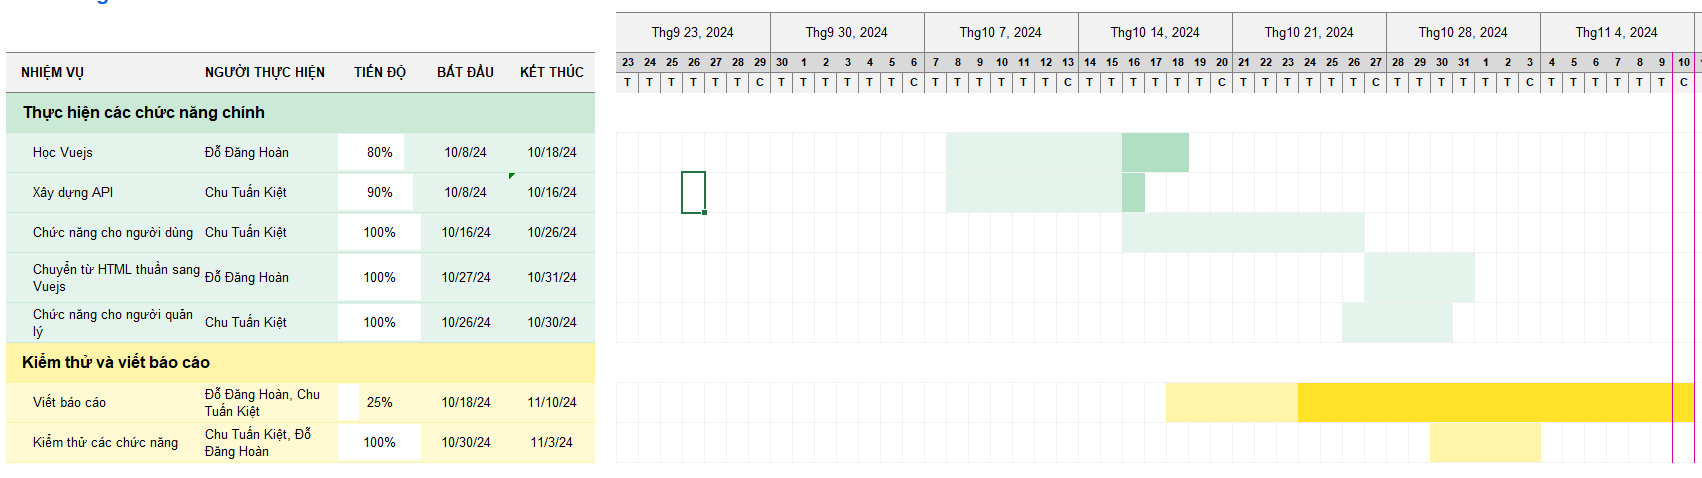 Thg9 23, 2024 Thg9 30, 2024 Thg10 7, 2024 Thg10 14, 2024 Thg10 21, 2024 Thg10 28, 2024 Thg11 4, 2024
NHIỆM VỤ NGƯỜI THỰC HIỆN TIẾN ĐỘ BẮT ĐẦU KẾT THÚC
23 24 25 26 27 28 29 30 1 2 3 4 5 6 7 8 9 10 11 12 13 14 15 16 17 18 19 20 21 22 23 24 25 26 27 28 29 30 31 1 2 3 4 5 6 7 8 9 10
T T T T T T C T T T T T T C T T T T T T C T T T T T T C T T T T T T C T T T T T T C T T T T T T C
Thực hiện các chức năng chính
Học Vuejs Đỗ Đăng Hoàn 80% 10/8/24 10/18/24
Xây dựng API Chu Tuấn Kiệt 90% 10/8/24 10/16/24
Chức năng cho người dùng Chu Tuấn Kiệt 100% 10/16/24 10/26/24
Chuyển từ HTML thuần sang
Vuejs
Đỗ Đăng Hoàn 100% 10/27/24 10/31/24
Chức năng cho người quản
lý
Chu Tuấn Kiệt 100% 10/26/24 10/30/24
Kiểm thử và viết báo cáo
Viết báo cáo
Đỗ Đăng Hoàn, Chu
Tuấn Kiệt
25% 10/18/24 11/10/24
Kiểm thử các chức năng
Chu Tuấn Kiệt, Đỗ
Đăng Hoàn
100% 10/30/24 11/3/24